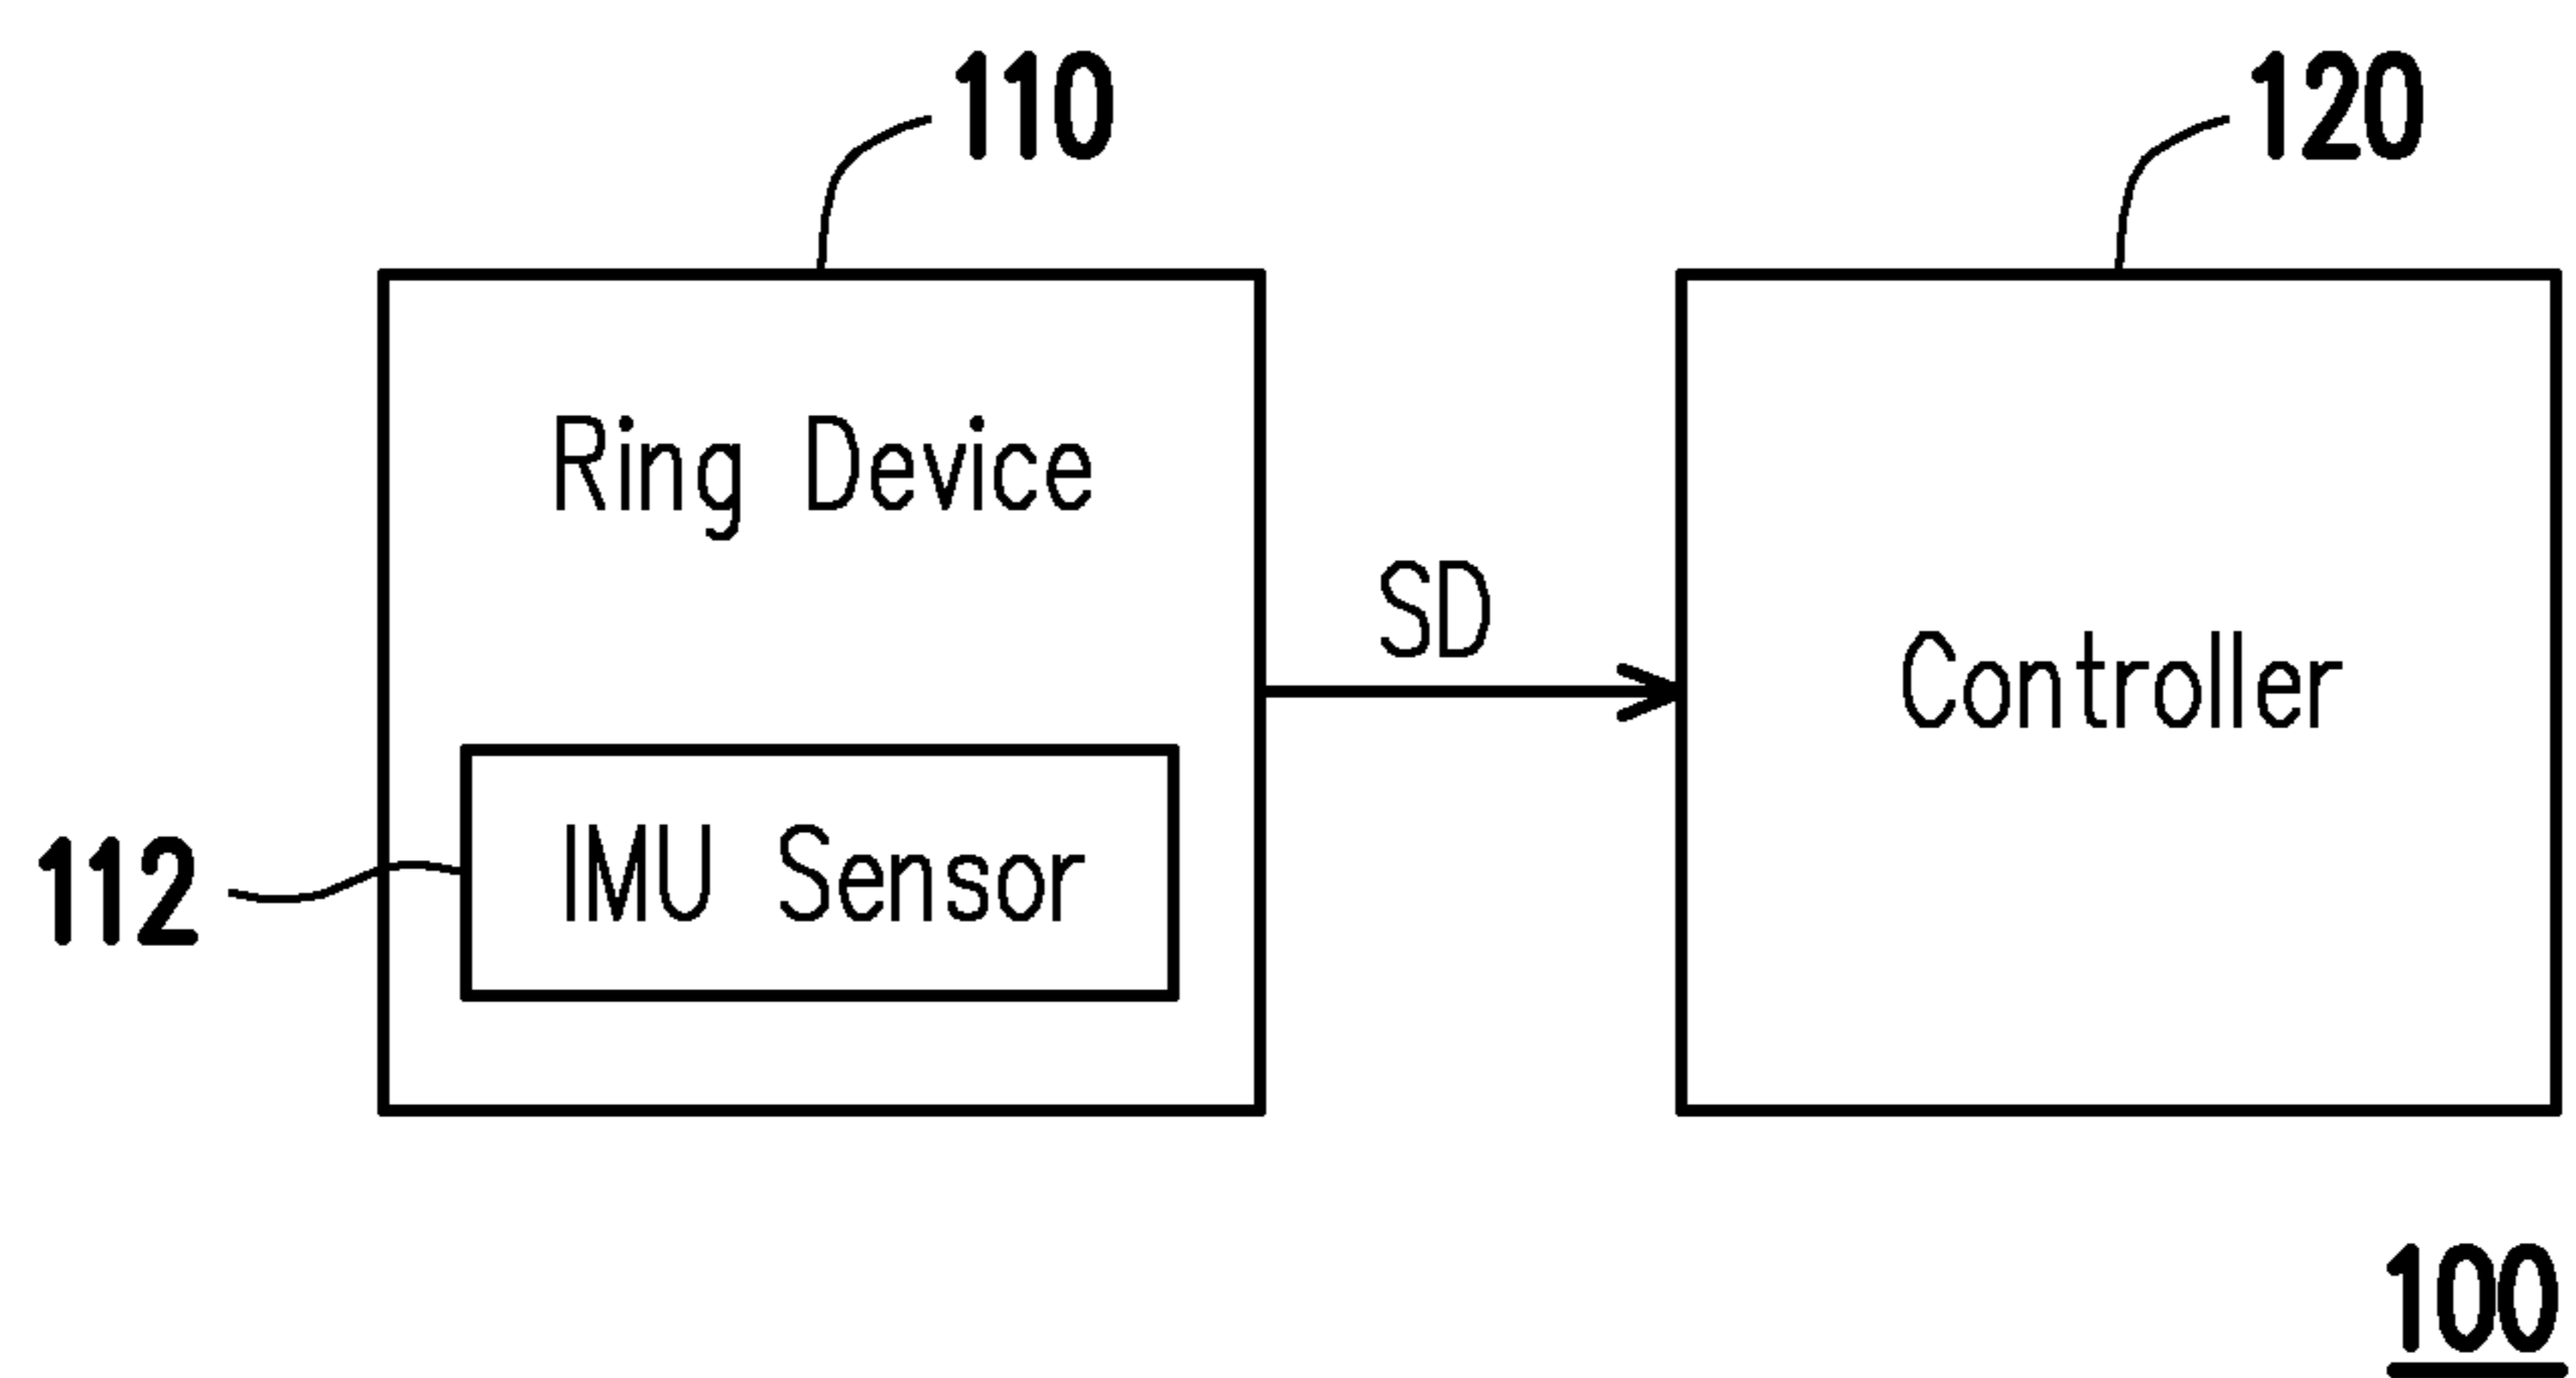 110
120
Ring Device
SD
Controller
112
IMU Sensor
100